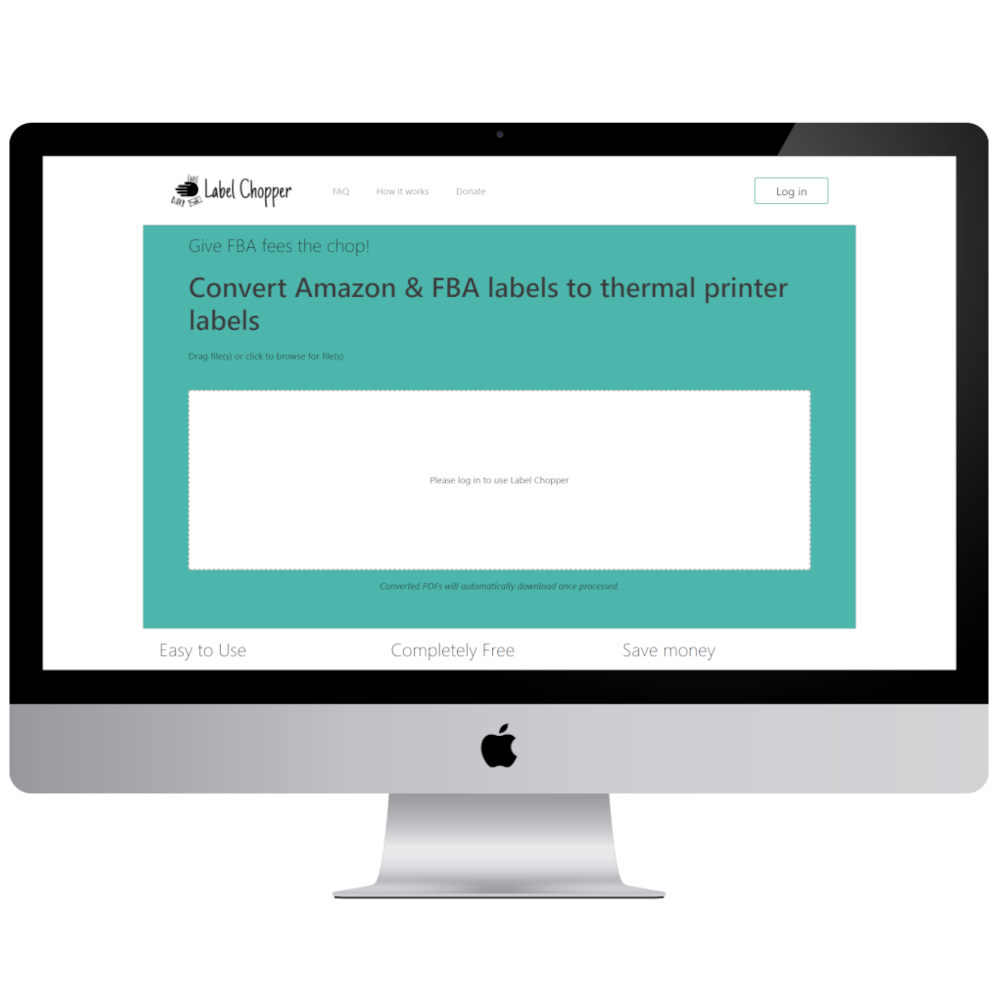 Label Chopper
FAQ
How it works
Donate
Log in
Give FBA fees the chop!
Convert Amazon & FBA labels to thermal printer
labels
Drag file(s) or click to browse for file(s).
Please log in to use Label Chopper
Converted PDFs will automatically download once processed.
Easy to Use
Completely Free
Save money